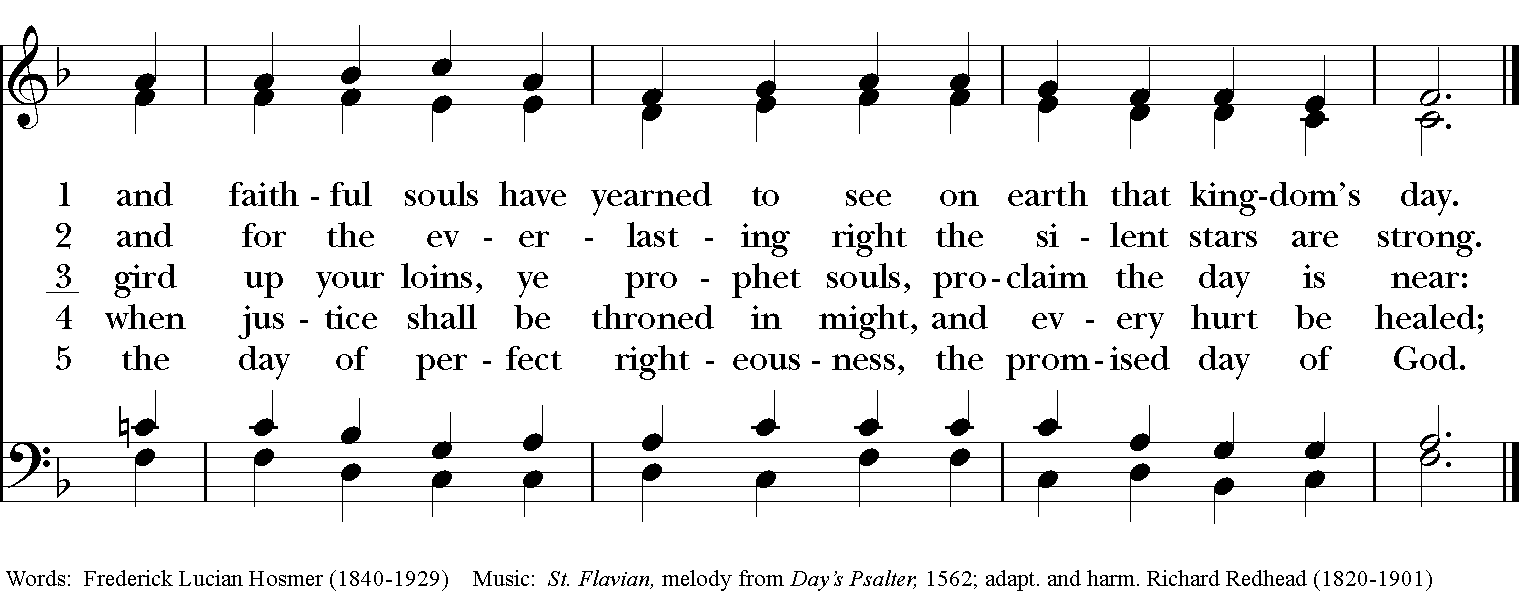 1 and faith - ful souls have yearned to see on earth that king-dom’s day.
2 and for the ev - er - last - ing right the si - lent stars are strong.
3 gird up your loins, ye pro - phet souls, pro - claim the day is near:
4 when jus - tice shall be throned in might, and ev - ery hurt be healed;
5 the day of per - fect right - eous - ness, the prom - ised day of God.
Words: Frederick Lucian Hosmer (1840-1929) Music: St. Flavian, melody from Day’s Psalter, 1562; adapt. and harm. Richard Redhead (1820-1901)